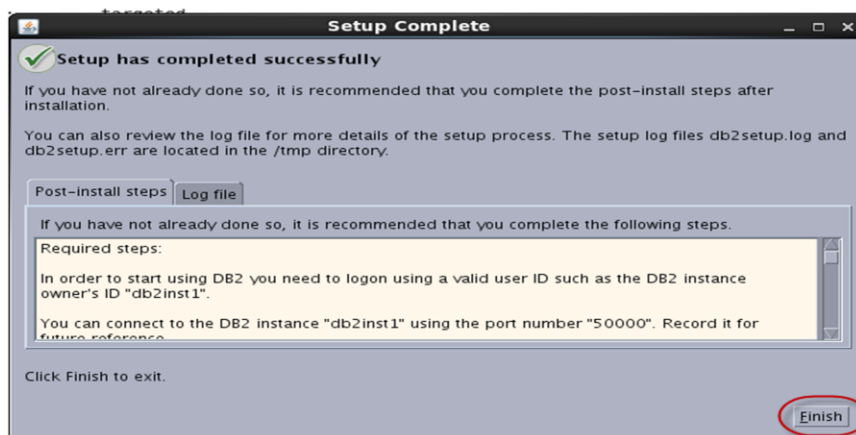 targeted
Setup Complete
Setup has completed successfully
If you have not already done so, it is recommended that you complete the post-install steps after
installation.
You can also review the log file for more details of the setup process. The setup log files db2setup.log and
db2setup.err are located in the /tmp directory.
Post-install steps
Log file
If you have not already done so, it is recommended that you complete the following steps.
Required steps:
In order to start using DB2 you need to logon using a valid user ID such as the DB2 instance
owner's ID "db2inst1".
You can connect to the DB2 instance "db2inst1" using the port number "50000". Record it for
future reference
Click Finish to exit.
Finish